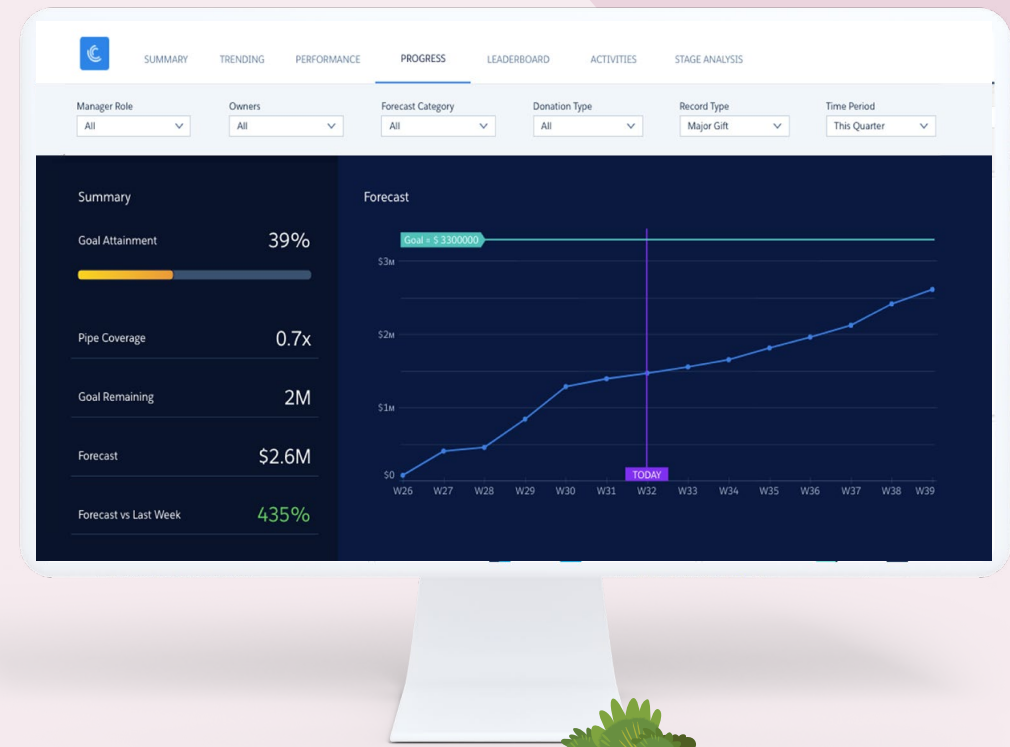 SUMMARY TRENDING PERFORMANCE PROGRESS LEADERBOARD ACTIVITIES STAGE ANALYSIS
Manager Role Owners Forecast Category Donation Type Record Type Time Period
All All All All Major Gift This Quarter
Summary
Goal Attainment 39%
Pipe Coverage 0.7x
Goal Remaining 2M
Forecast $2.6M
Forecast vs Last Week 435%
Forecast
Goal = $ 3300000
$3M
$2M
$1M
$0
TODAY
W26 W27 W28 W29 W30 W31 W32 W33 W34 W35 W36 W37 W38 W39